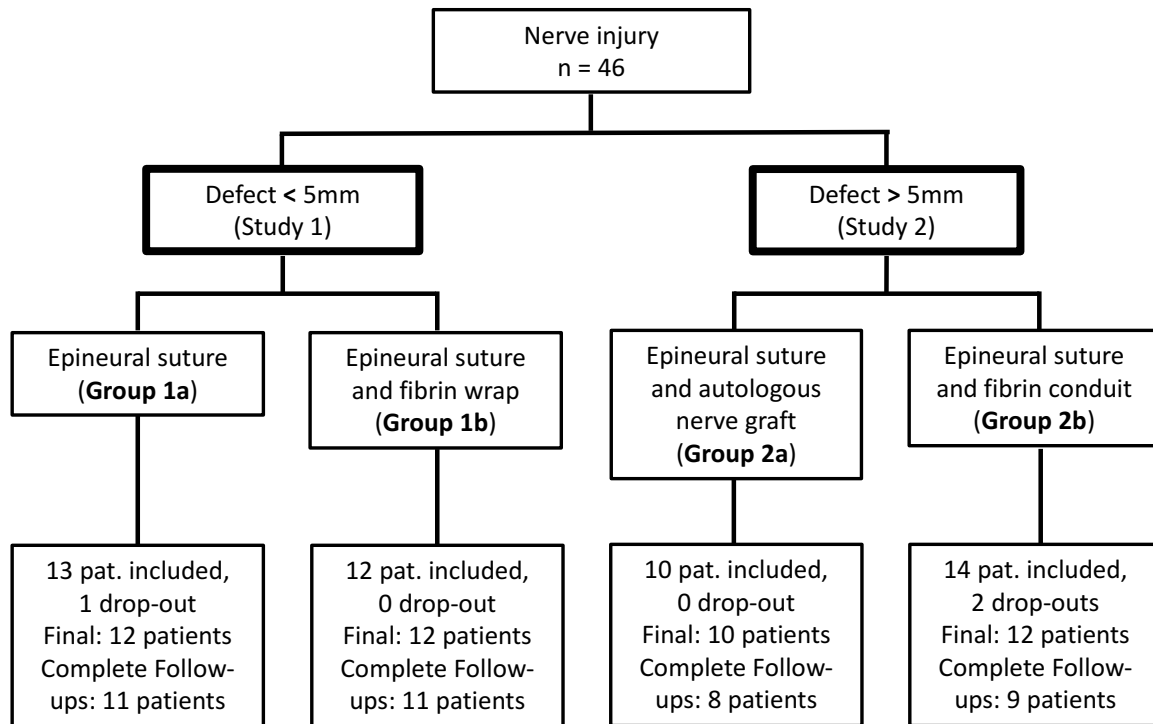 Nerve injury
n = 46
Defect < 5mm
(Study 1)
Defect > 5mm
(Study 2)
Epineural suture
(Group 1a)
Epineural suture
and fibrin wrap
(Group 1b)
Epineural suture
and autologous
nerve graft
(Group 2a)
Epineural suture
and fibrin conduit
(Group 2b)
13 pat. included,
1 drop-out
Final: 12 patients
Complete Follow-
ups: 11 patients
12 pat. included,
0 drop-out
Final: 12 patients
Complete Follow-
ups: 11 patients
10 pat. included,
0 drop-out
Final: 10 patients
Complete Follow-
ups: 8 patients
14 pat. included,
2 drop-outs
Final: 12 patients
Complete Follow-
ups: 9 patients